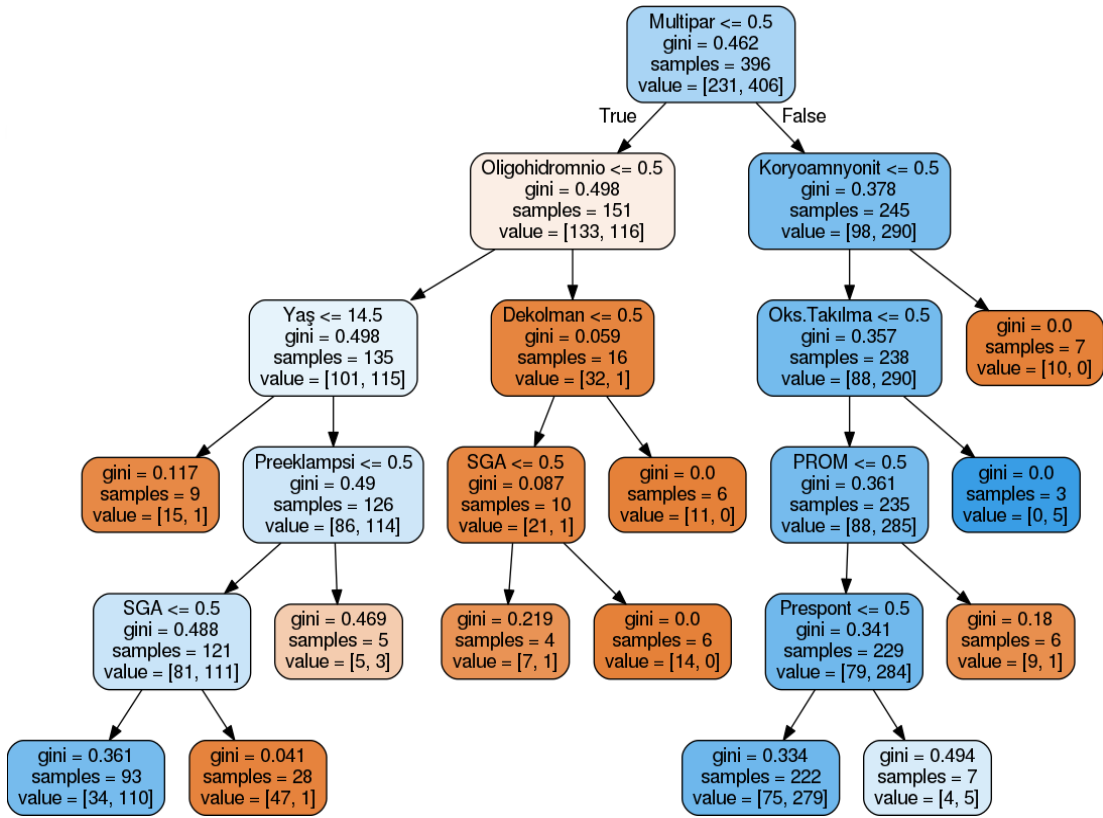 Multipar <= 0.5
gini = 0.462
samples = 396
value = [231, 406]
True
False
Oligohidromnio <= 0.5
gini = 0.498
samples = 151
value = [133, 116]
Koryoamnyonit <= 0.5
gini = 0.378
samples = 245
value = [98, 290]
Yaş <= 14.5
gini = 0.498
samples = 135
value = [101, 115]
Dekolman <= 0.5
gini = 0.059
samples = 16
value = [32, 1]
Oks.Takılma <= 0.5
gini = 0.357
samples = 238
value = [88, 290]
gini = 0.0
samples = 7
value = [10, 0]
gini = 0.117
samples = 9
value = [15, 1]
Preeklampsi <= 0.5
gini = 0.49
samples = 126
value = [86, 114]
SGA <= 0.5
gini = 0.087
samples = 10
value = [21, 1]
gini = 0.0
samples = 6
value = [11, 0]
PROM <= 0.5
gini = 0.361
samples = 235
value = [88, 285]
gini = 0.0
samples = 3
value = [0, 5]
SGA <= 0.5
gini = 0.488
samples = 121
value = [81, 111]
gini = 0.469
samples = 5
value = [5, 3]
gini = 0.219
samples = 4
value = [7, 1]
gini = 0.0
samples = 6
value = [14, 0]
Prespont <= 0.5
gini = 0.341
samples = 229
value = [79, 284]
gini = 0.18
samples = 6
value = [9, 1]
gini = 0.361
samples = 93
value = [34, 110]
gini = 0.041
samples = 28
value = [47, 1]
gini = 0.334
samples = 222
value = [75, 279]
gini = 0.494
samples = 7
value = [4, 5]